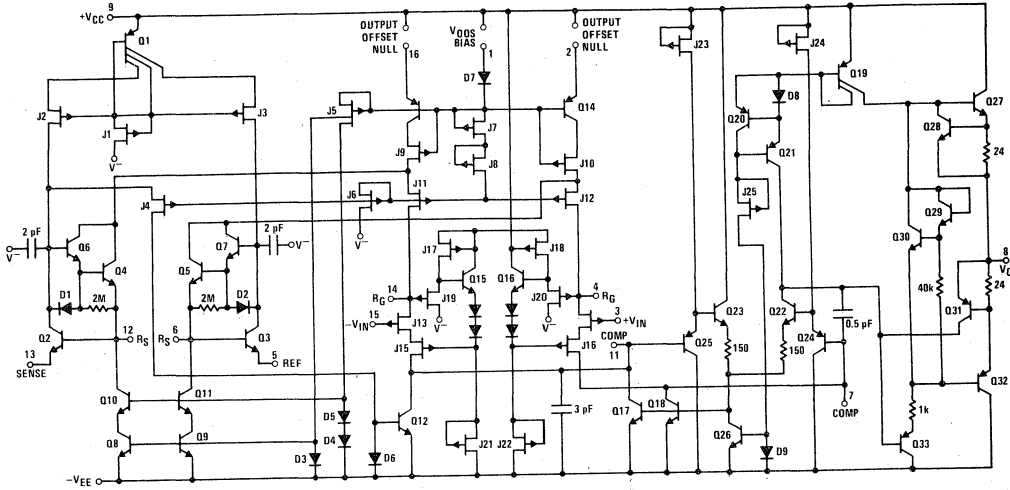 9
+VCC
Q1
J2
J1
J3
V−
OUTPUT
OFFSET
NULL
16
VOOS
BIAS
1
OUTPUT
OFFSET
NULL
2
D7
J5
Q14
J7
J9
J8
J10
J4
J6
J11
J12
V−
J23
J24
Q19
D8
Q20
Q21
J25
Q27
Q28
24
Q29
Q30
8
24
40k
Q31
2 pF
V−
Q6
Q4
Q7
Q5
2 pF
V−
D1
2M
2M
D2
Q2
12
RS
6
RS
Q3
13
SENSE
5
REF
J17
Q15
Q16
J18
14
RG
J19
V−
J20
V−
4
RG
15
−VIN
J13
3
+VIN
J15
J16
COMP
11
Q25
Q23
Q22
150
150
Q24
0.5 pF
Q32
Q10
Q11
Q12
D5
D4
Q8
Q9
D3
D6
J21
J22
3 pF
Q17
Q18
Q26
D9
7
COMP
1k
Q33
−VEE